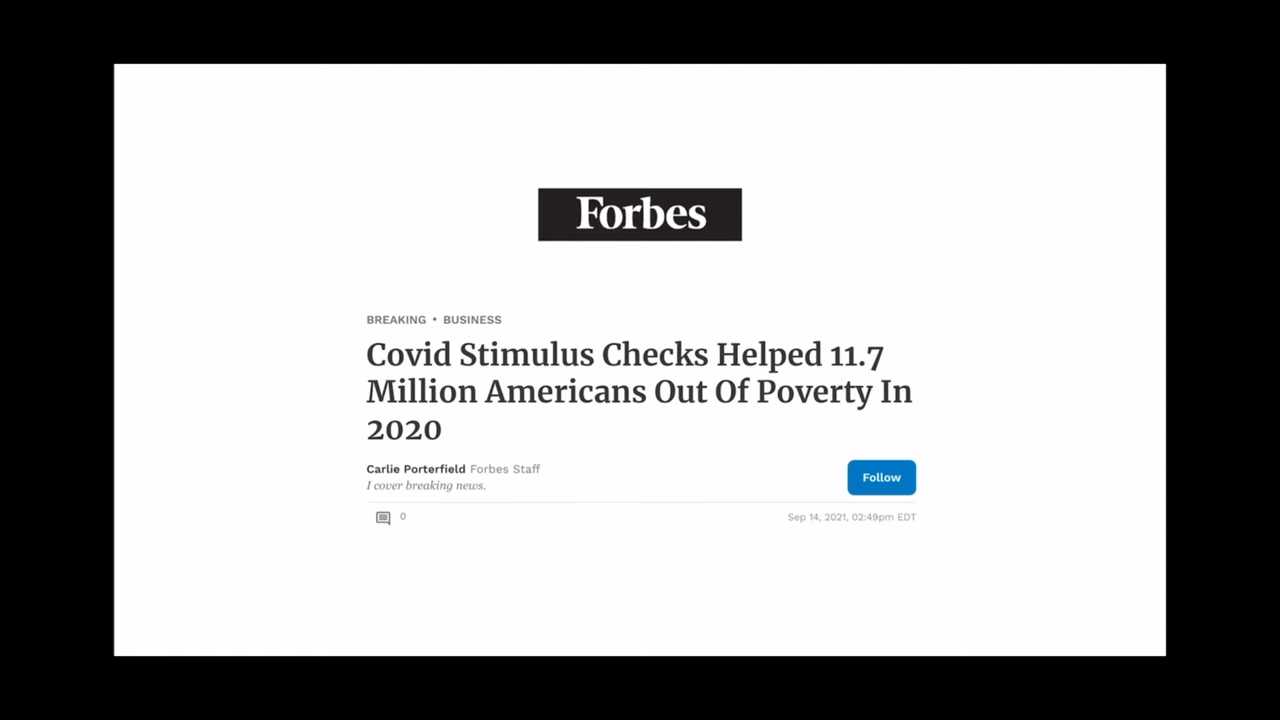 Forbes
BREAKING • BUSINESS
Covid Stimulus Checks Helped 11.7
Million Americans Out Of Poverty In
2020
Carlie Porterfield Forbes Staff
I cover breaking news.
Follow
0
Sep 14, 2021, 02:49pm EDT